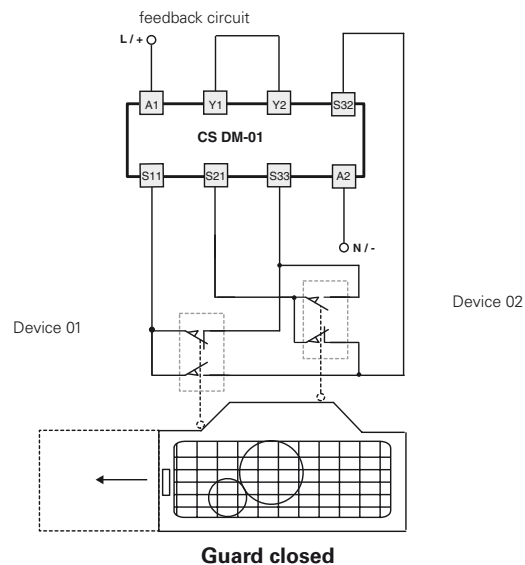 feedback circuit
L / +
A1 Y1 Y2 S32
CS DM-01
S11 S21 S33 A2
N / -
Device 01
Device 02
Guard closed